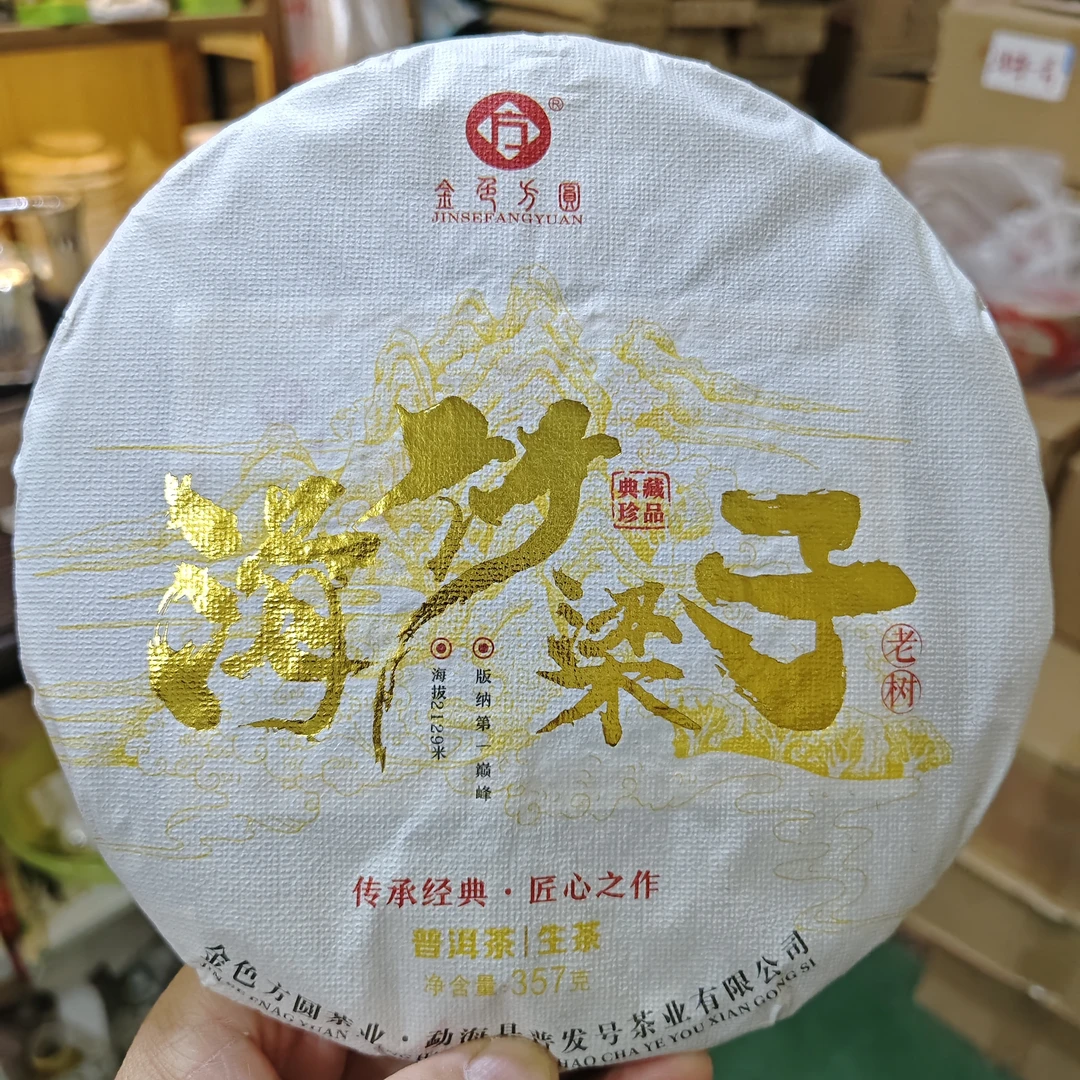 方
®
金色方圓
JINSEFANGYUAN
滑竹梁子
典藏
珍品
老树
版纳第一巅峰
海拔2129米
传承经典·匠心之作
普洱茶|生茶
净含量:357克
金色方圆茶业·勐海县普发号茶业有限公司